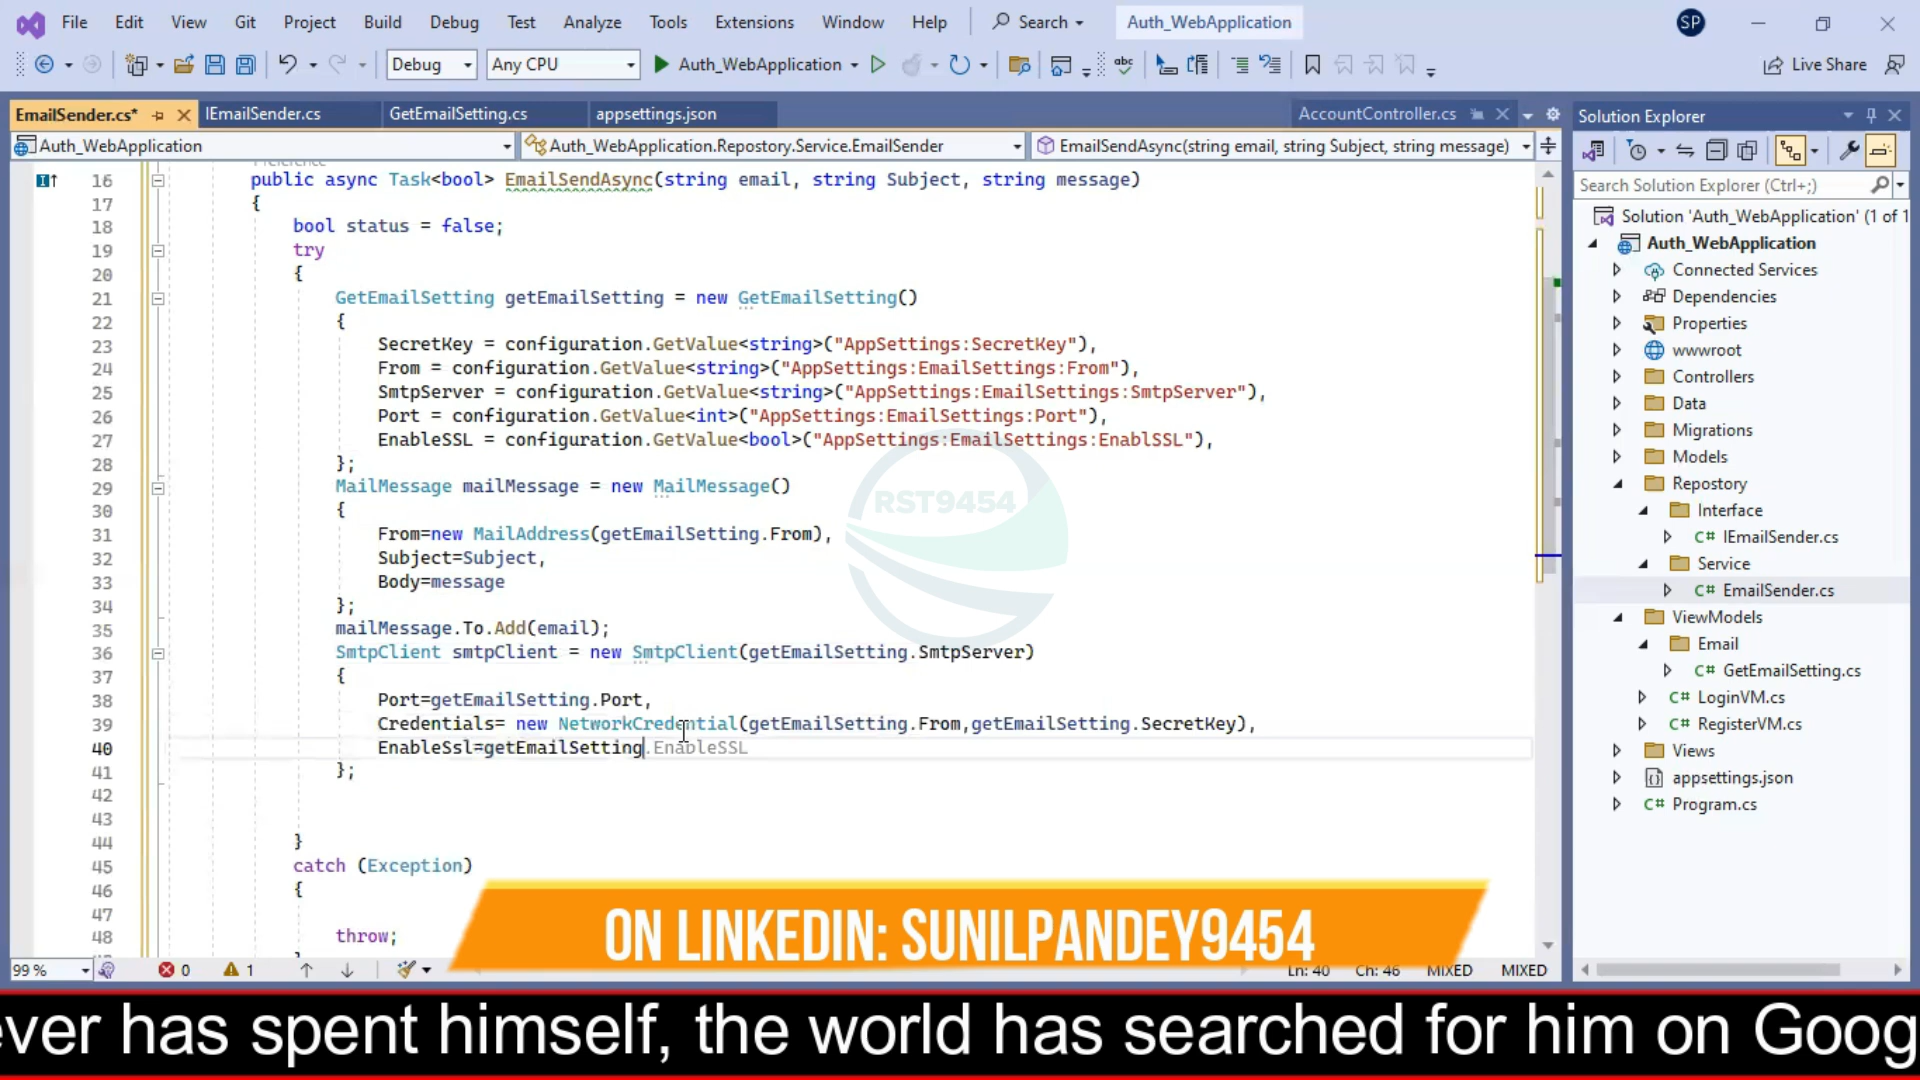 File Edit View Git Project Build Debug Test Analyze Tools Extensions Window Help Search Auth_WebApplication SP
Debug Any CPU Auth_WebApplication Live Share
EmailSender.cs* IEmailSender.cs GetEmailSetting.cs appsettings.json AccountController.cs
Auth_WebApplication Auth_WebApplication.Repostory.Service.EmailSender EmailSendAsync(string email, string Subject, string message)
16 public async Task<bool> EmailSendAsync(string email, string Subject, string message)
17 {
18 bool status = false;
19 try
20 {
21 GetEmailSetting getEmailSetting = new GetEmailSetting()
22 {
23 SecretKey = configuration.GetValue<string>("AppSettings:SecretKey"),
24 From = configuration.GetValue<string>("AppSettings:EmailSettings:From"),
25 SmtpServer = configuration.GetValue<string>("AppSettings:EmailSettings:SmtpServer"),
26 Port = configuration.GetValue<int>("AppSettings:EmailSettings:Port"),
27 EnableSSL = configuration.GetValue<bool>("AppSettings:EmailSettings:EnablSSL"),
28 };
29 MailMessage mailMessage = new MailMessage()
30 {
31 From=new MailAddress(getEmailSetting.From),
32 Subject=Subject,
33 Body=message
34 };
35 mailMessage.To.Add(email);
36 SmtpClient smtpClient = new SmtpClient(getEmailSetting.SmtpServer)
37 {
38 Port=getEmailSetting.Port,
39 Credentials= new NetworkCredential(getEmailSetting.From,getEmailSetting.SecretKey),
40 EnableSsl=getEmailSetting.EnableSSL
41 };
42
43
44 }
45 catch (Exception)
46 {
47
48 throw;
RST9454
99 % 0 1 Ln: 40 Ch: 46 MIXED MIXED
Solution Explorer
Search Solution Explorer (Ctrl+;)
Solution 'Auth_WebApplication' (1 of 1
Auth_WebApplication
Connected Services
Dependencies
Properties
wwwroot
Controllers
Data
Migrations
Models
Repostory
Interface
C# IEmailSender.cs
Service
C# EmailSender.cs
ViewModels
Email
C# GetEmailSetting.cs
C# LoginVM.cs
C# RegisterVM.cs
Views
appsettings.json
C# Program.cs
ON LINKEDIN: SUNILPANDEY9454
ever has spent himself, the world has searched for him on Goog